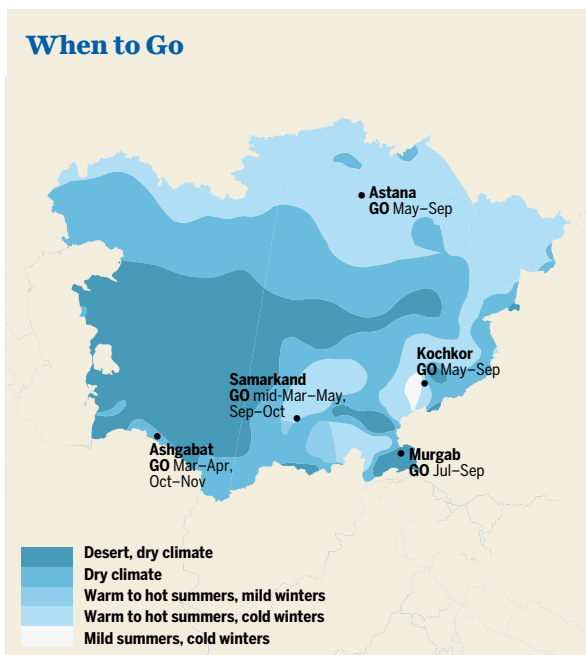 When to Go
Astana
GO May–Sep
Kochkor
GO May–Sep
Samarkand
GO mid-Mar–May,
Sep–Oct
Ashgabat
GO Mar–Apr,
Oct–Nov
Murgab
GO Jul–Sep
Desert, dry climate
Dry climate
Warm to hot summers, mild winters
Warm to hot summers, cold winters
Mild summers, cold winters